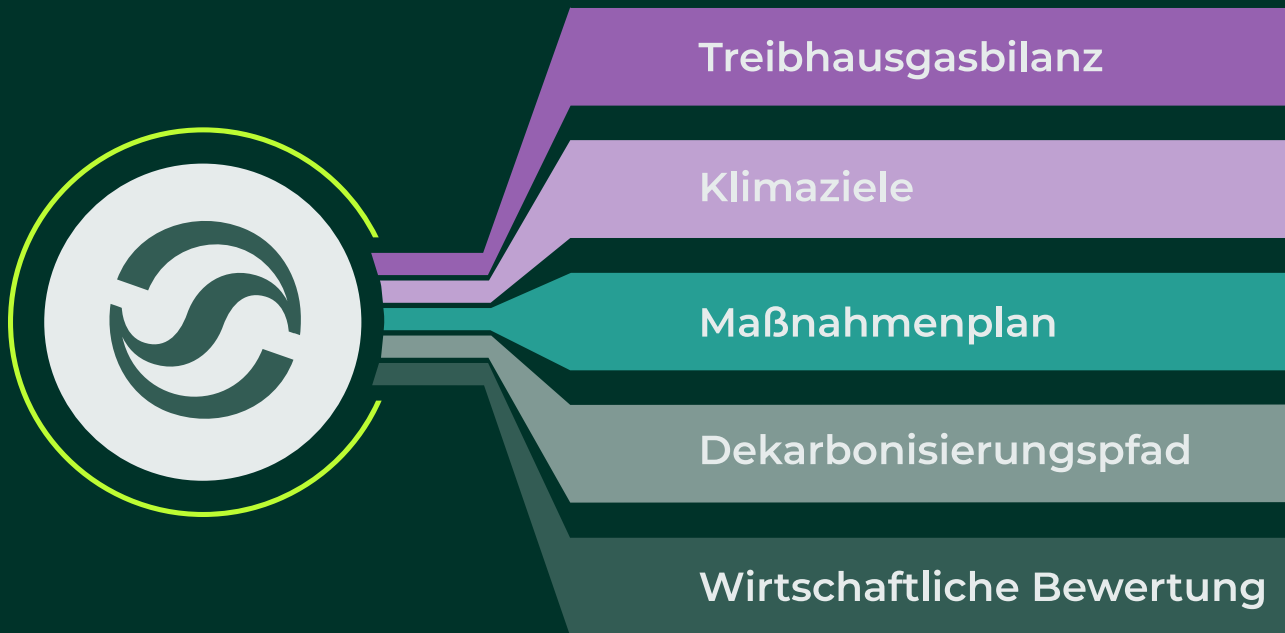 Treibhausgasbilanz
Klimaziele
Maßnahmenplan
Dekarbonisierungspfad
Wirtschaftliche Bewertung